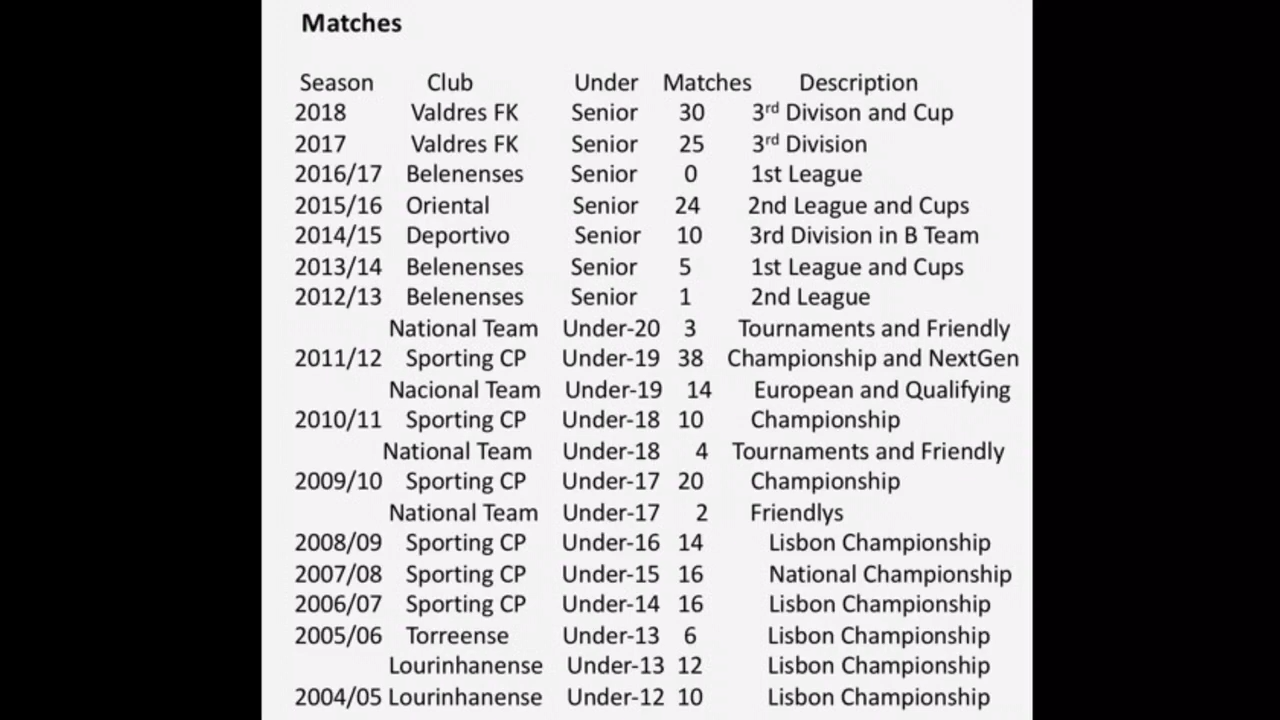 Matches
Season Club Under Matches Description
2018 Valdres FK Senior 30 3rd Divison and Cup
2017 Valdres FK Senior 25 3rd Division
2016/17 Belenenses Senior 0 1st League
2015/16 Oriental Senior 24 2nd League and Cups
2014/15 Deportivo Senior 10 3rd Division in B Team
2013/14 Belenenses Senior 5 1st League and Cups
2012/13 Belenenses Senior 1 2nd League
National Team Under-20 3 Tournaments and Friendly
2011/12 Sporting CP Under-19 38 Championship and NextGen
Nacional Team Under-19 14 European and Qualifying
2010/11 Sporting CP Under-18 10 Championship
National Team Under-18 4 Tournaments and Friendly
2009/10 Sporting CP Under-17 20 Championship
National Team Under-17 2 Friendlys
2008/09 Sporting CP Under-16 14 Lisbon Championship
2007/08 Sporting CP Under-15 16 National Championship
2006/07 Sporting CP Under-14 16 Lisbon Championship
2005/06 Torreense Under-13 6 Lisbon Championship
Lourinhanense Under-13 12 Lisbon Championship
2004/05 Lourinhanense Under-12 10 Lisbon Championship